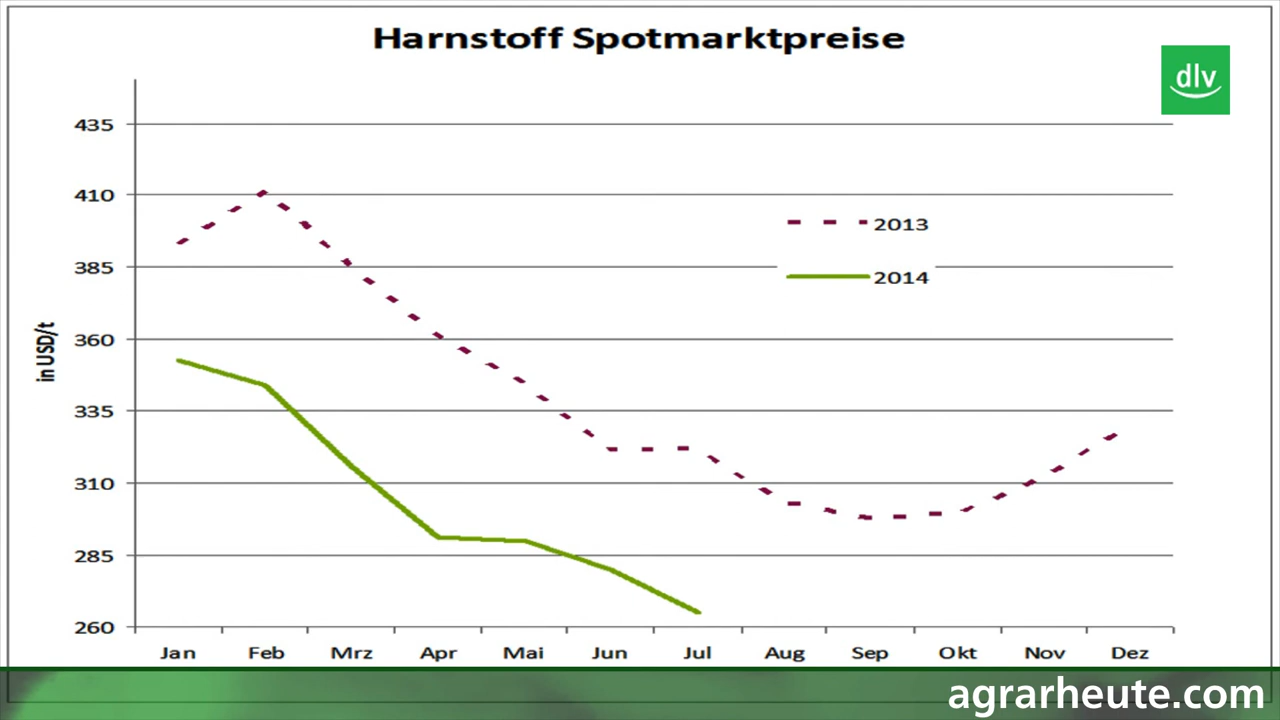 Harnstoff Spotmarktpreise
dlv
in USD/t
435
410
385
360
335
310
285
260
2013
2014
Jan Feb Mrz Apr Mai Jun Jul Aug Sep Okt Nov Dez
agrarheute.com